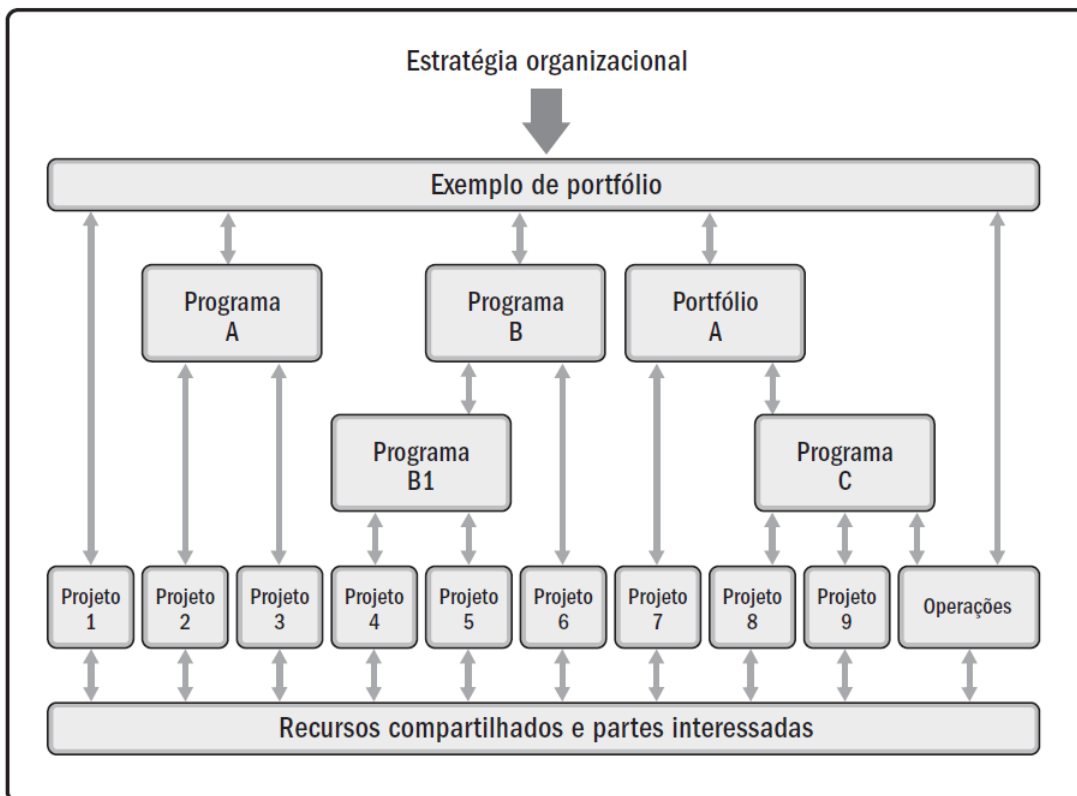 Estratégia organizacional
Exemplo de portfólio
Programa
A
Programa
B
Portfólio
A
Programa
B1
Programa
C
Projeto
1
Projeto
2
Projeto
3
Projeto
4
Projeto
5
Projeto
6
Projeto
7
Projeto
8
Projeto
9
Operações
Recursos compartilhados e partes interessadas